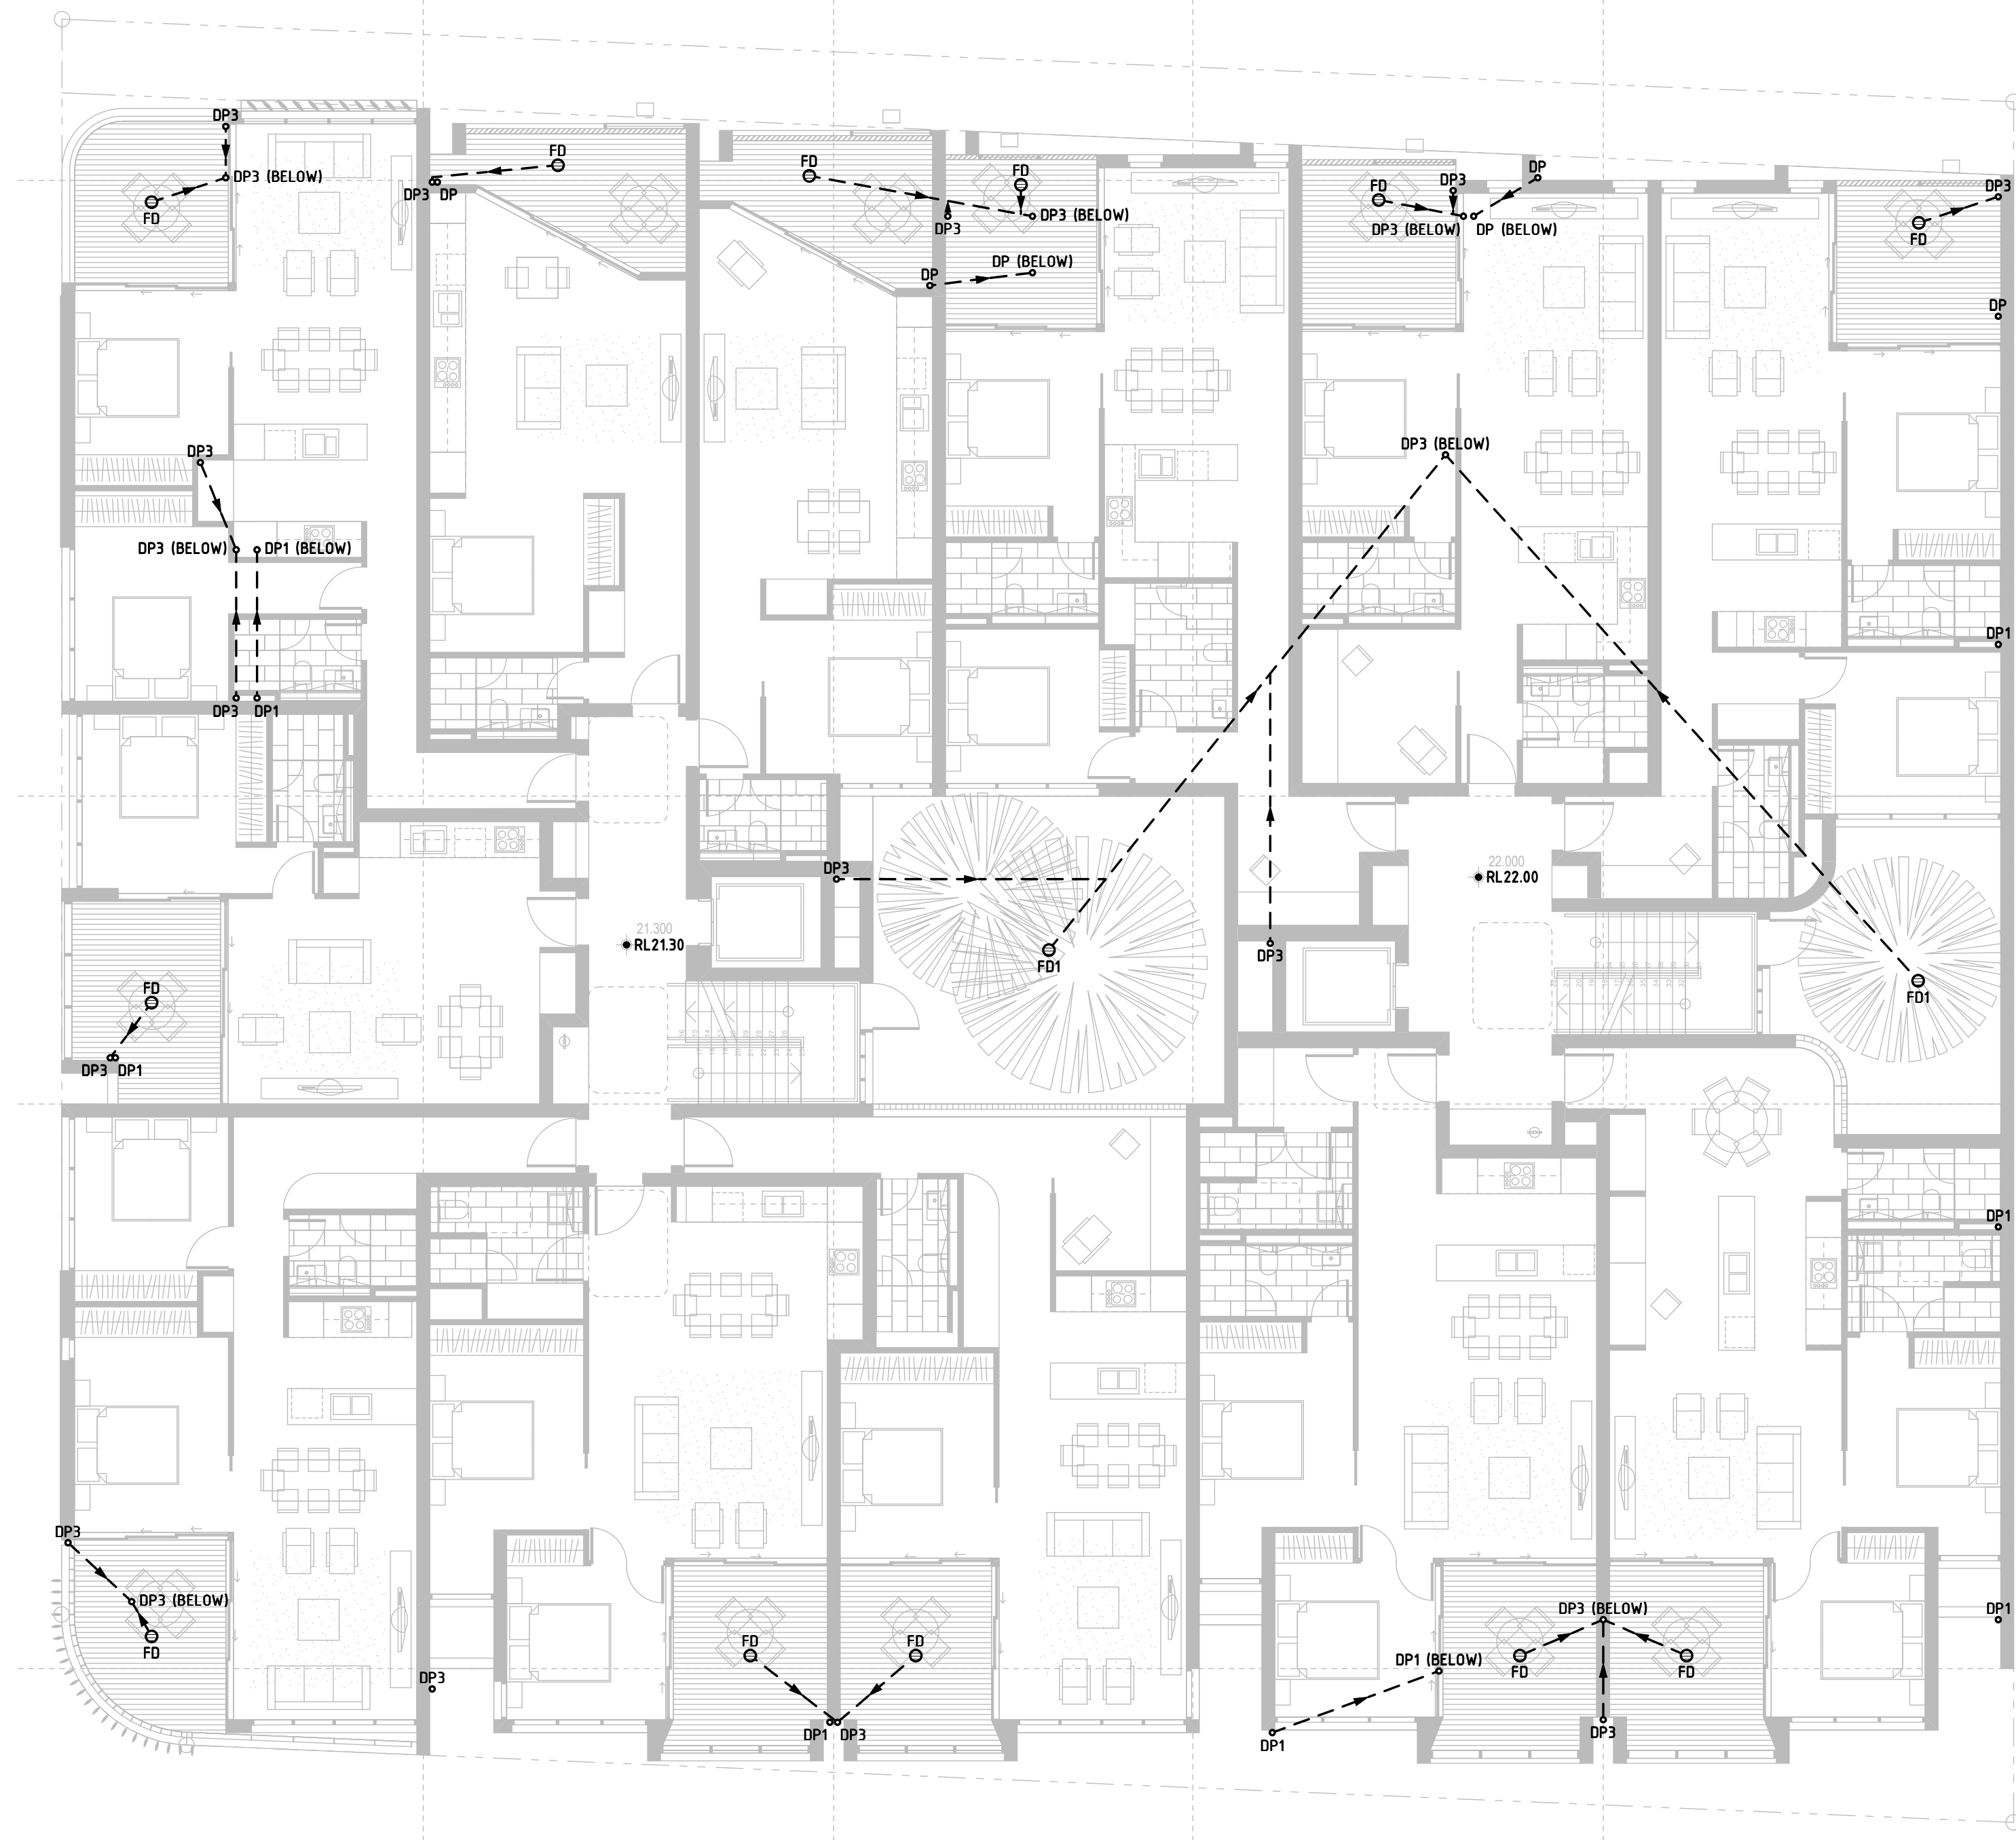 DP3
DP3 (BELOW)
FD
FD
DP3 DP
FD
FD
DP3 (BELOW)
DP3
DP
DP (BELOW)
DP
FD
DP3
DP3 (BELOW)
DP (BELOW)
DP3
FD
DP
DP3
DP3 (BELOW)
DP1 (BELOW)
DP3 (BELOW)
DP1
DP3
DP1
DP3
21.300
RL21.30
22.000
RL22.00
FD1
DP3
FD1
FD
DP3 DP1
DP1
DP3
DP3 (BELOW)
FD
DP3
FD
FD
DP1
DP3
DP3 (BELOW)
DP1
DP1 (BELOW)
FD
FD
DP1
DP3